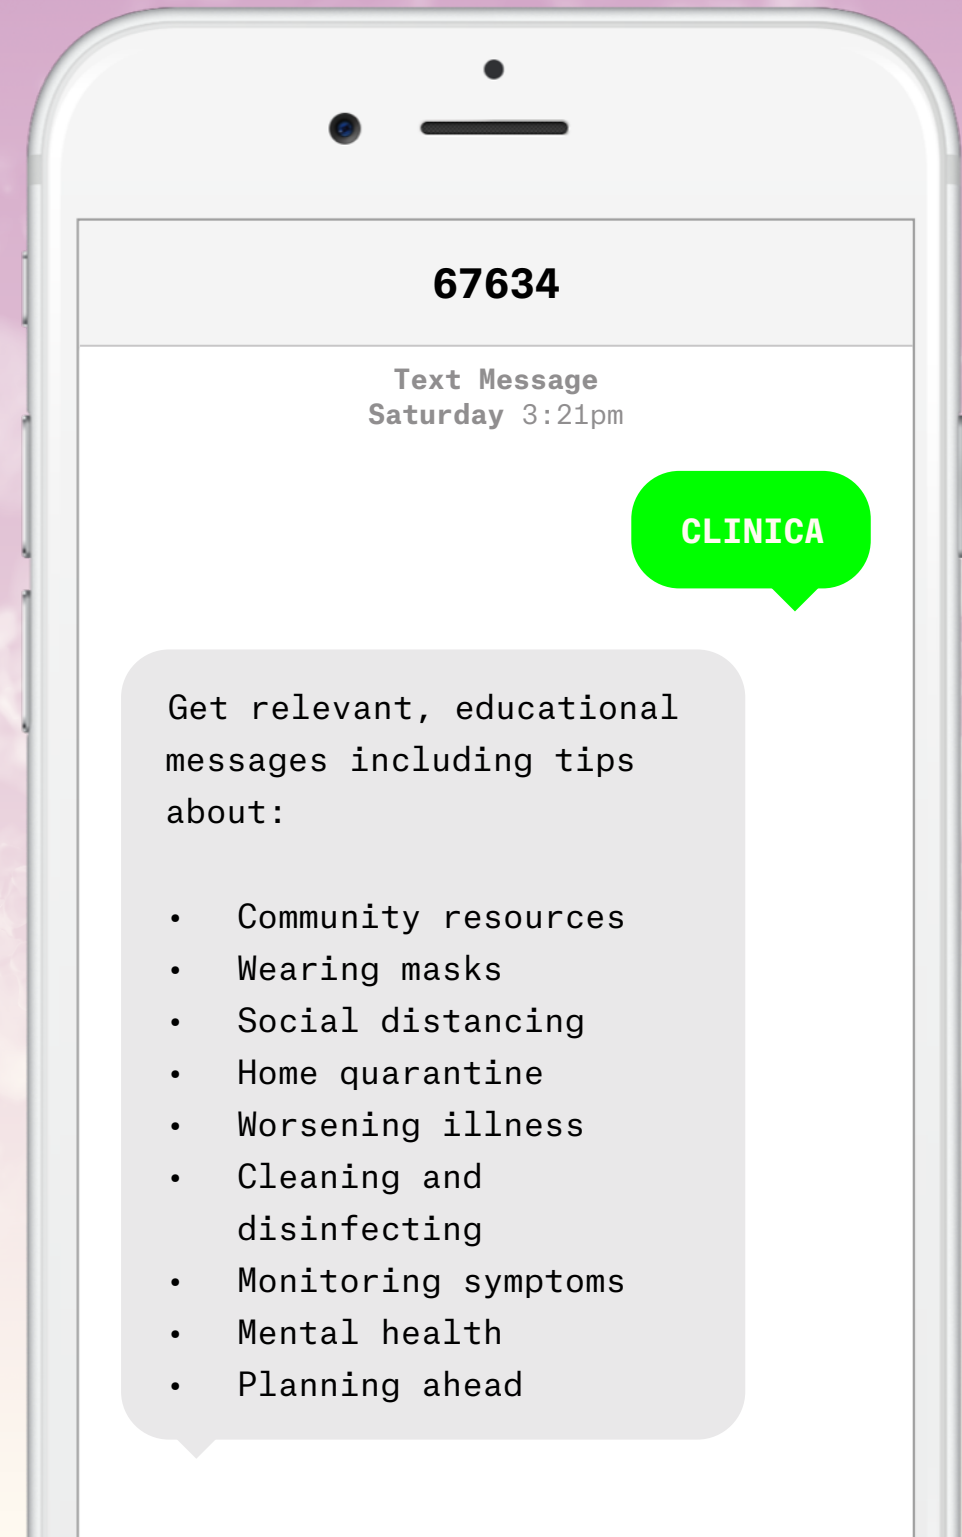 67634
Text Message
Saturday 3:21pm
CLINICA
Get relevant, educational
messages including tips
about:
• Community resources
• Wearing masks
• Social distancing
• Home quarantine
• Worsening illness
• Cleaning and
disinfecting
• Monitoring symptoms
• Mental health
• Planning ahead